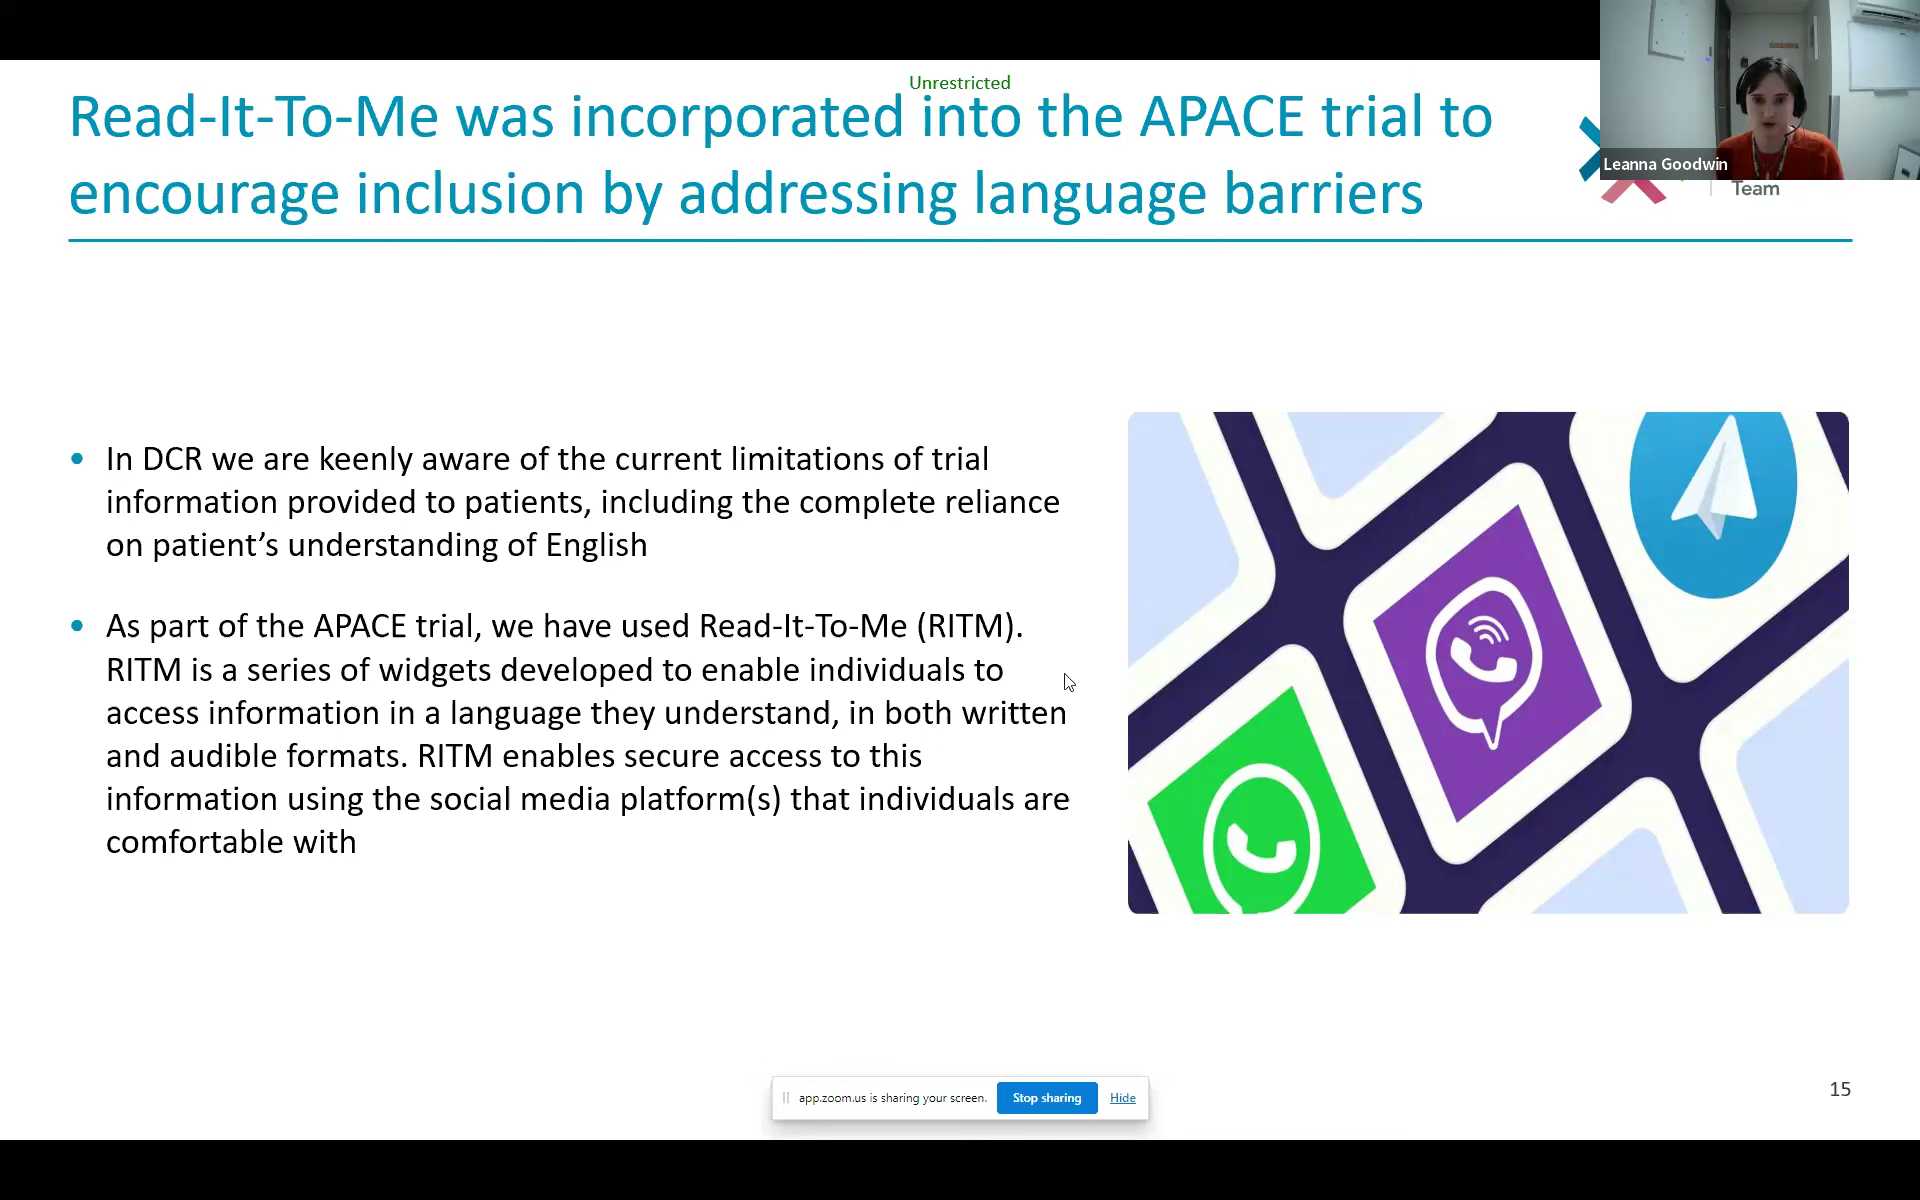 Unrestricted
Read-It-To-Me was incorporated into the APACE trial to
encourage inclusion by addressing language barriers
Leanna Goodwin
Team
• In DCR we are keenly aware of the current limitations of trial
information provided to patients, including the complete reliance
on patient’s understanding of English
• As part of the APACE trial, we have used Read-It-To-Me (RITM).
RITM is a series of widgets developed to enable individuals to
access information in a language they understand, in both written
and audible formats. RITM enables secure access to this
information using the social media platform(s) that individuals are
comfortable with
app.zoom.us is sharing your screen. Stop sharing Hide
15